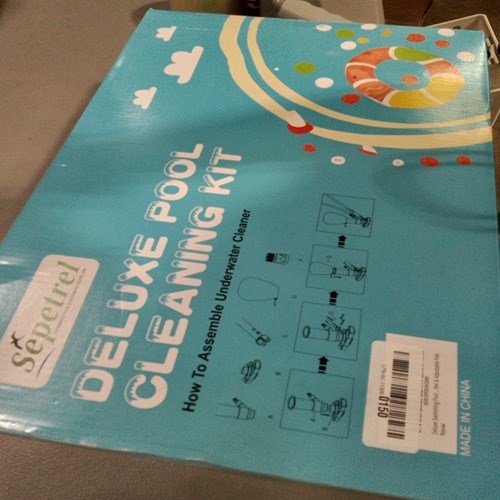 Sepetrel
DELUXE POOL
CLEANING KIT
How To Assemble Underwater Cleaner
A
B
C
D
0150
MADE IN CHINA